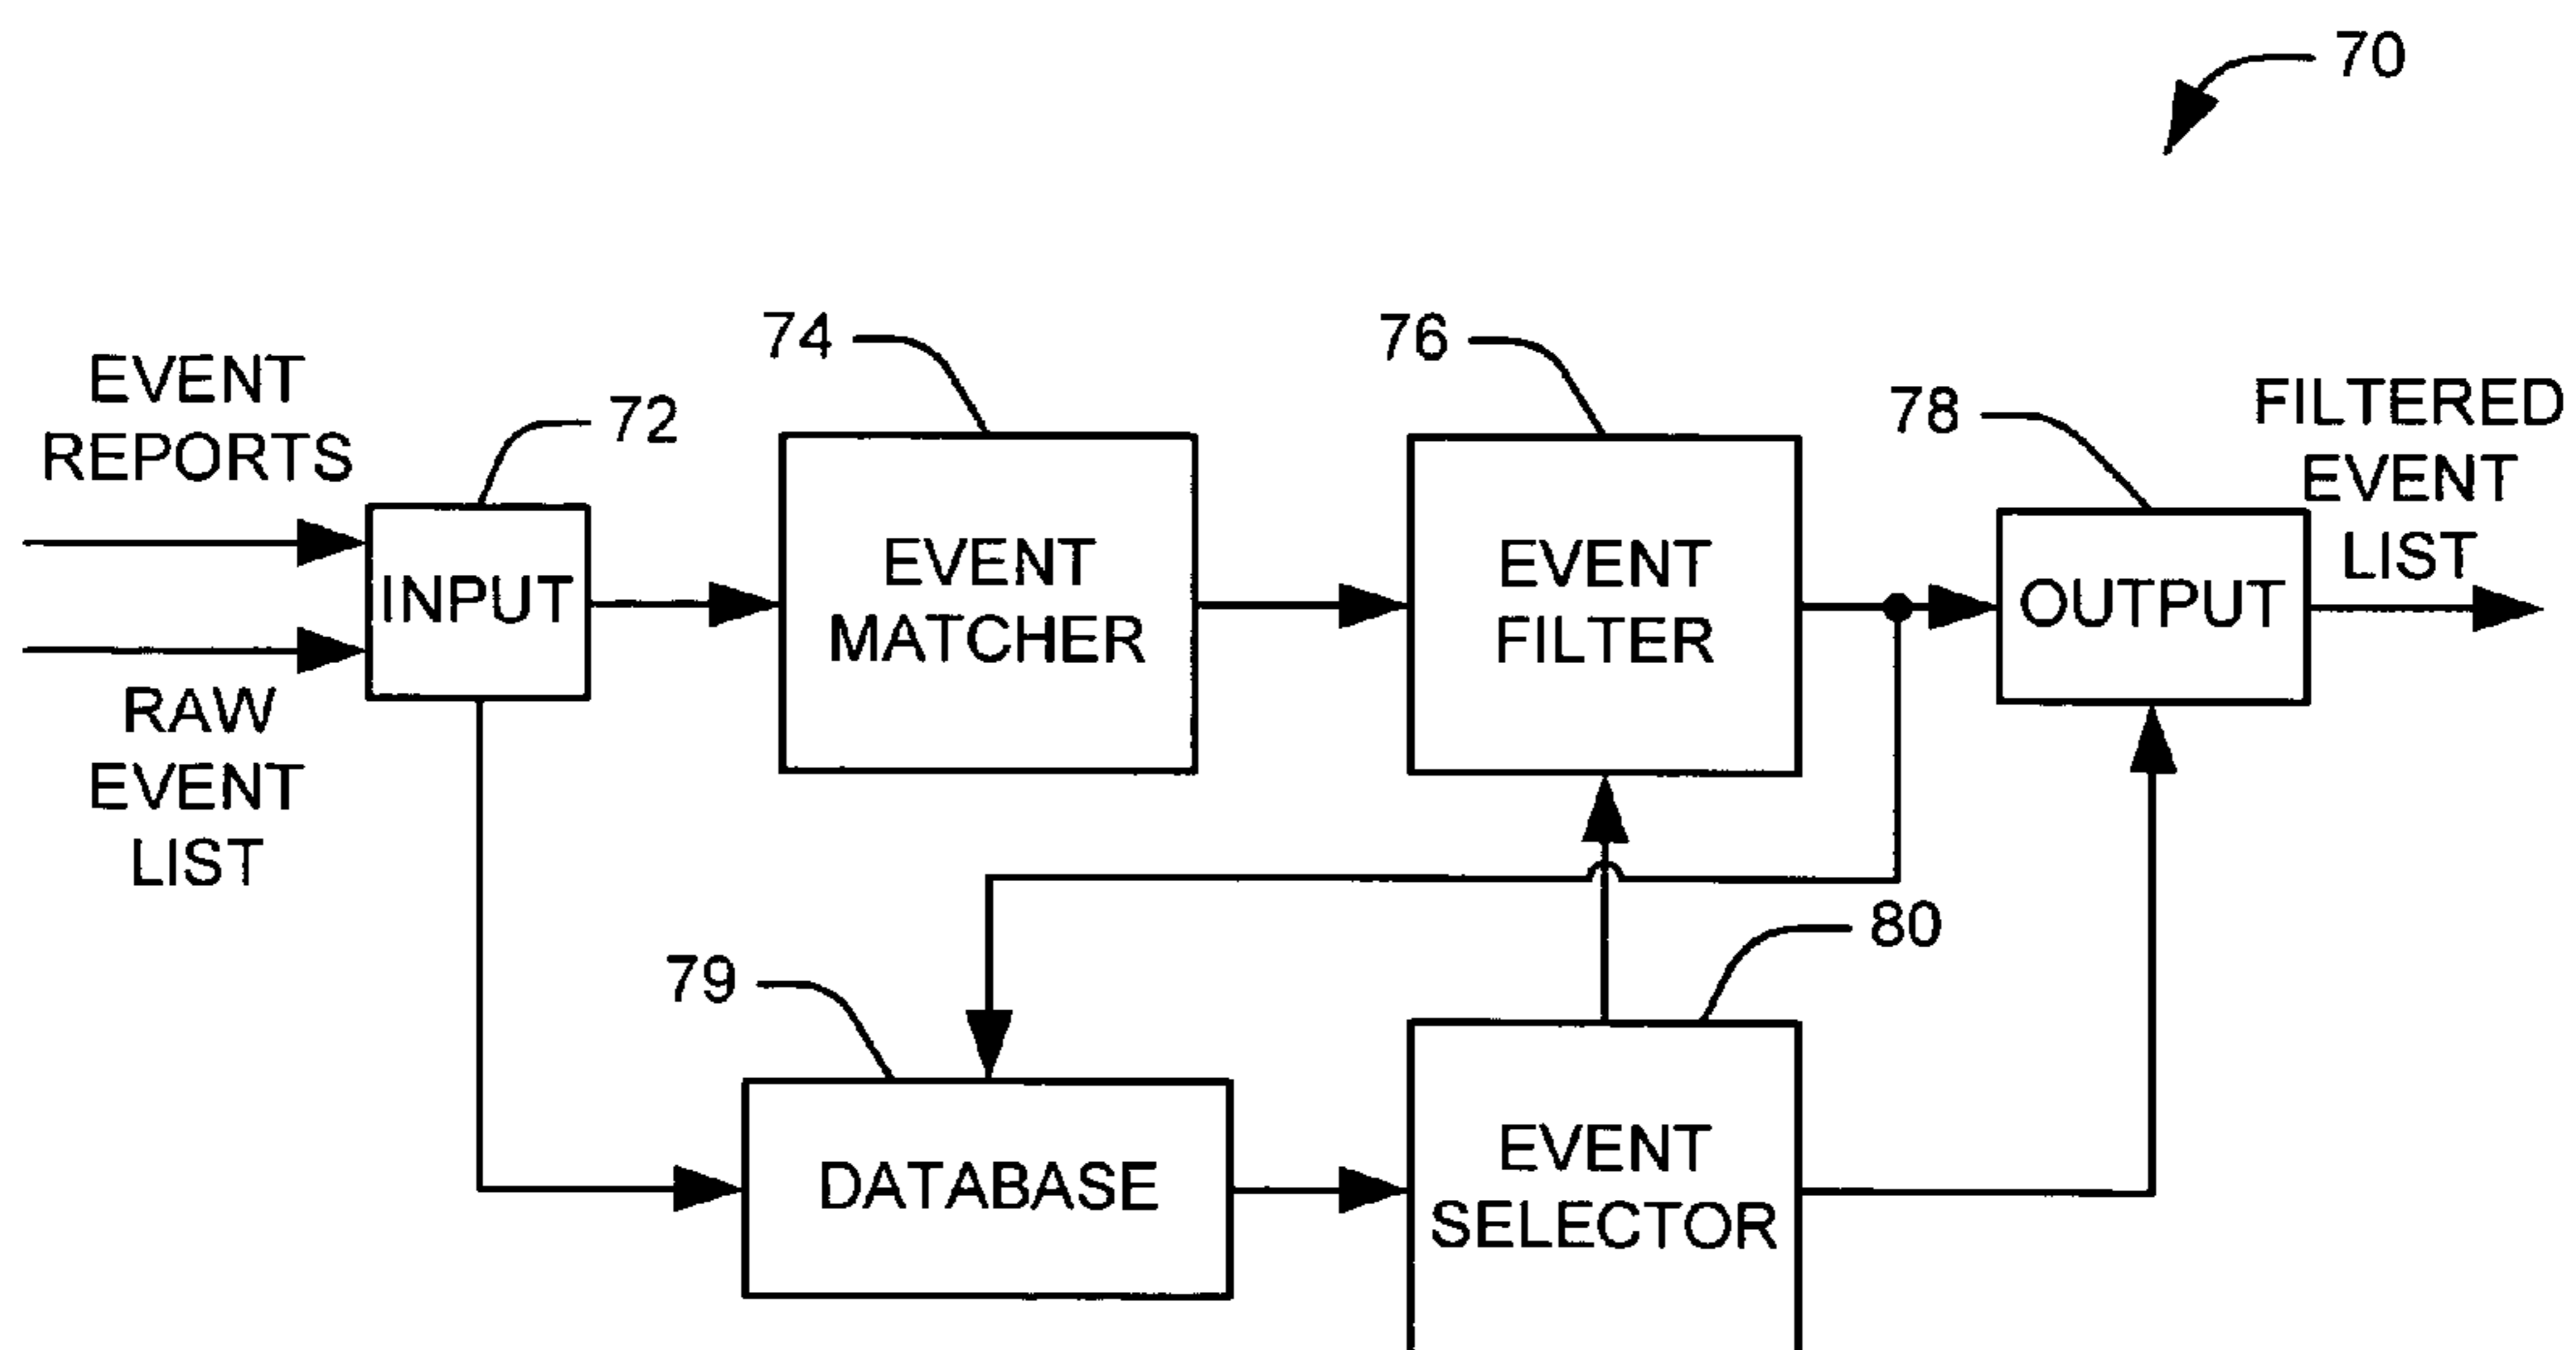 70
EVENT
REPORTS
72
INPUT
RAW
EVENT
LIST
74
EVENT
MATCHER
76
EVENT
FILTER
78
OUTPUT
FILTERED
EVENT
LIST
79
DATABASE
80
EVENT
SELECTOR